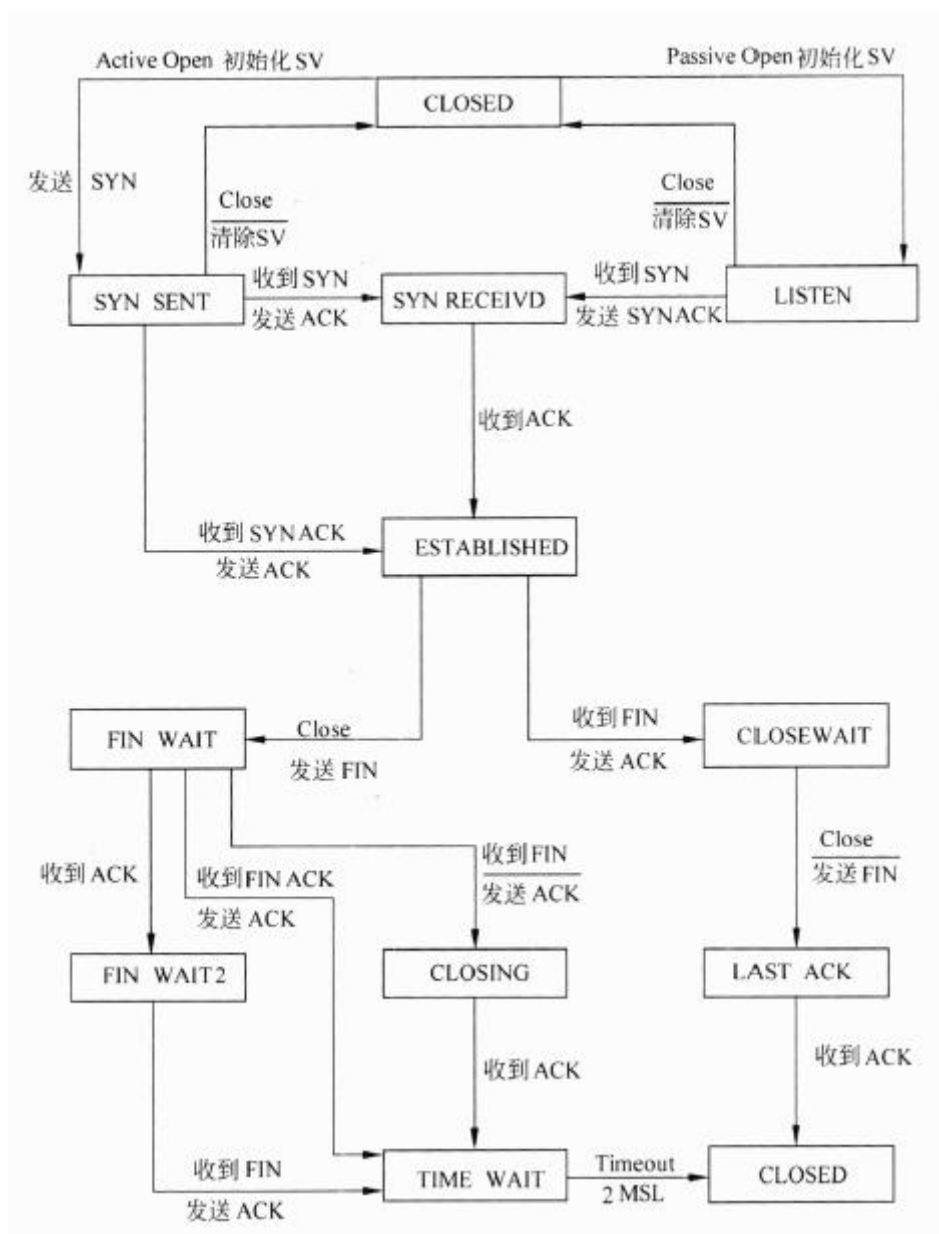 Active Open 初始化 SV
Passive Open 初始化 SV
CLOSED
发送 SYN
Close
清除SV
Close
清除SV
SYN SENT
收到 SYN
发送 ACK
SYN RECEIVD
收到 SYN
发送 SYNACK
LISTEN
收到ACK
收到 SYNACK
发送 ACK
ESTABLISHED
FIN WAIT
Close
发送 FIN
收到 FIN
发送 ACK
CLOSEWAIT
收到 ACK
收到FIN ACK
发送 ACK
收到 FIN
发送 ACK
Close
发送 FIN
FIN WAIT2
CLOSING
LAST ACK
收到 ACK
收到 ACK
收到 FIN
发送 ACK
TIME WAIT
Timeout
2 MSL
CLOSED